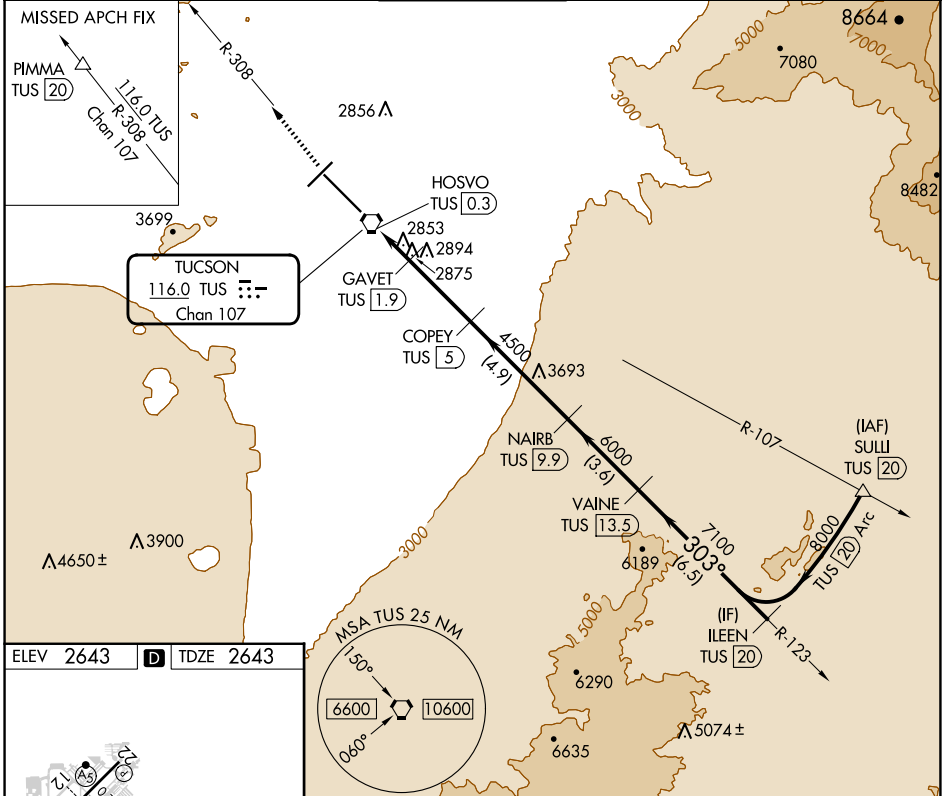 MISSED APCH FIX
PIMMA
TUS 20
116.0 TUS
R-308
Chan 107
R-308
2856
8664
5000
7000
7080
3000
8482
3699
HOSVO
TUS 0.3
2853
2894
2875
TUCSON
116.0 TUS
Chan 107
GAVET
TUS 1.9
COPEY
TUS 5
4500
(4.9)
3693
NAIRB
TUS 9.9
6000
(3.6)
R-107
(IAF)
SULLI
TUS 20
VAINE
TUS 13.5
7100
303°
(6.5)
8000
TUS 20 Arc
3000
4650±
3900
6189
5000
(IF)
ILEEN
TUS 20
R-123
MSA TUS 25 NM
150°
6600
10600
060°
6290
6635
5074±
ELEV 2643
D
TDZE 2643
22
A5
P
12